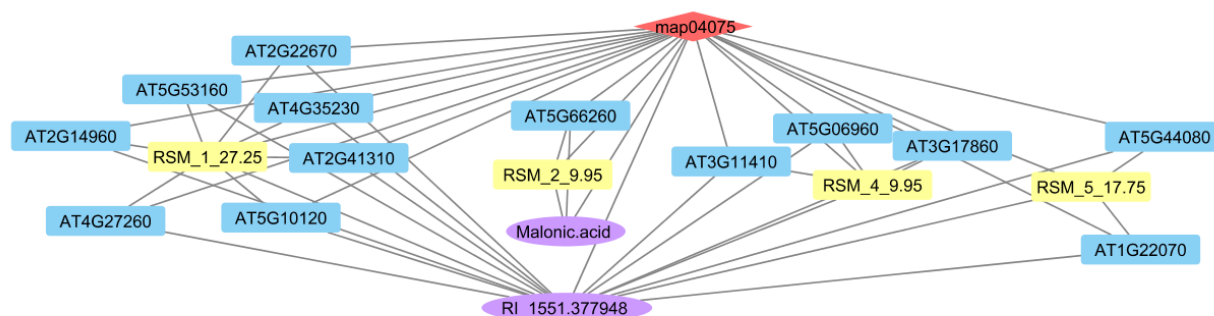 map04075
AT2G22670
AT5G53160
AT4G35230
AT5G66260
AT5G06960
AT2G14960
AT5G44080
AT3G17860
RSM_1_27.25
AT2G41310
AT3G11410
RSM_2_9.95
RSM_4_9.95
RSM_5_17.75
AT4G27260
AT5G10120
Malonic.acid
AT1G22070
RI_1551.377948